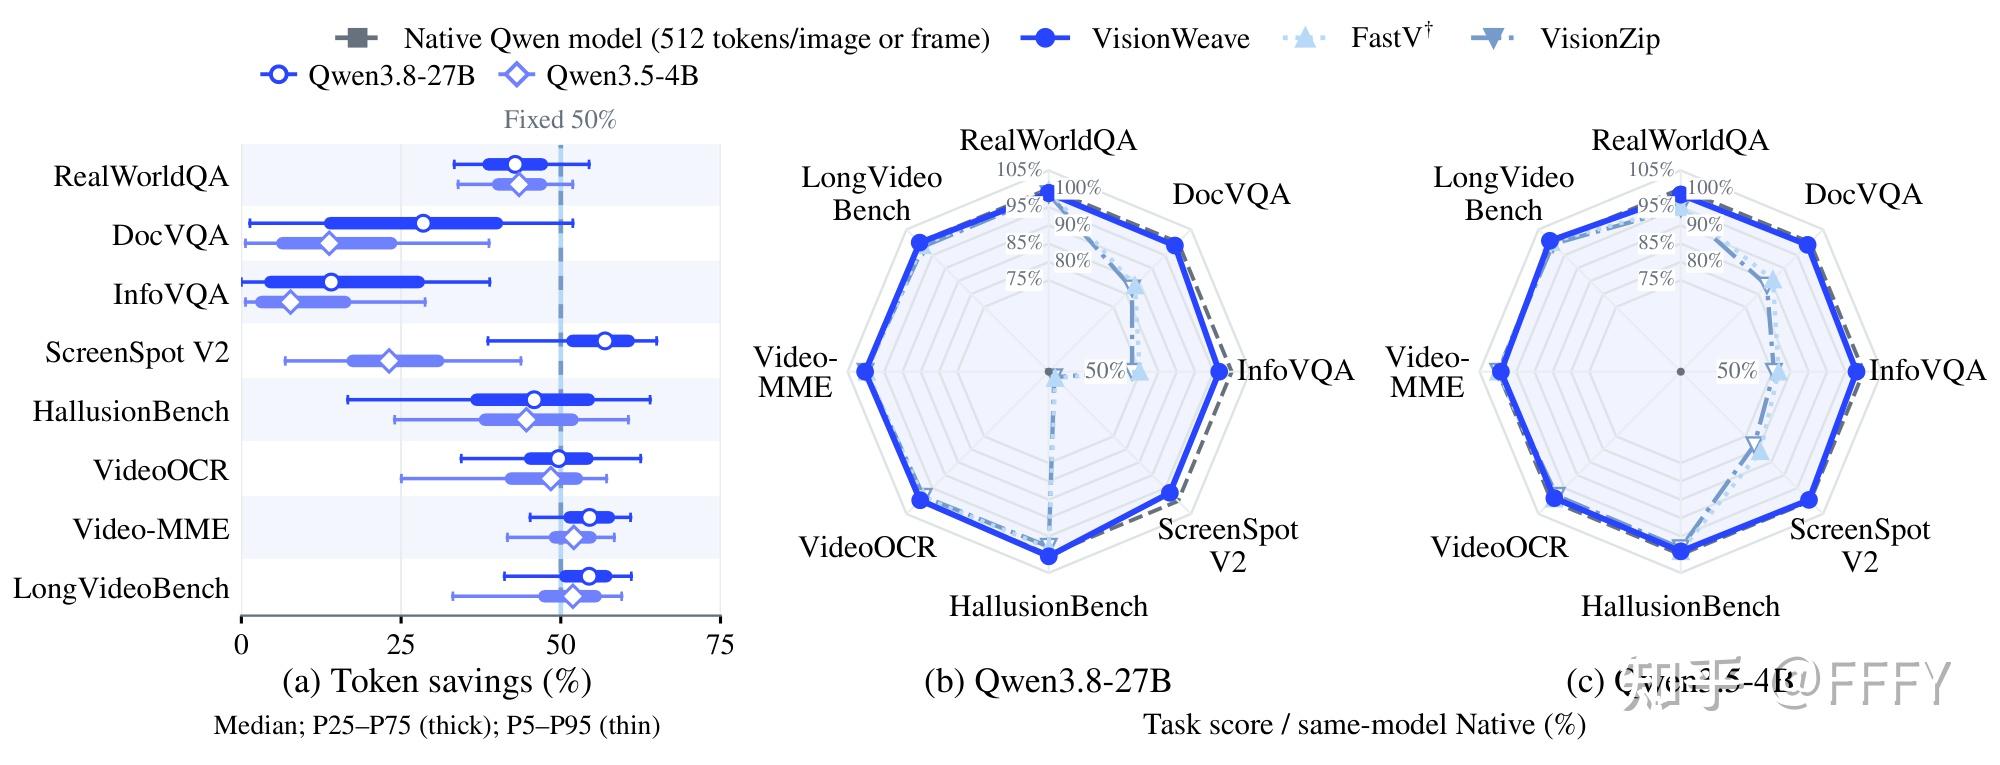 Native Qwen model (512 tokens/image or frame) VisionWeave FastV† VisionZip
Qwen3.8-27B Qwen3.5-4B
Fixed 50%
RealWorldQA
DocVQA
InfoVQA
ScreenSpot V2
HallusionBench
VideoOCR
Video-MME
LongVideoBench
0 25 50 75
(a) Token savings (%)
Median; P25–P75 (thick); P5–P95 (thin)
RealWorldQA
DocVQA
InfoVQA
ScreenSpot
V2
HallusionBench
VideoOCR
Video-
MME
LongVideo
Bench
105%
100%
95%
90%
85%
80%
75%
50%
(b) Qwen3.8-27B
RealWorldQA
DocVQA
InfoVQA
ScreenSpot
V2
HallusionBench
VideoOCR
Video-
MME
LongVideo
Bench
105%
100%
95%
90%
85%
80%
75%
50%
(c) Qwen3.5-4B
Task score / same-model Native (%)
知乎 @FFFY